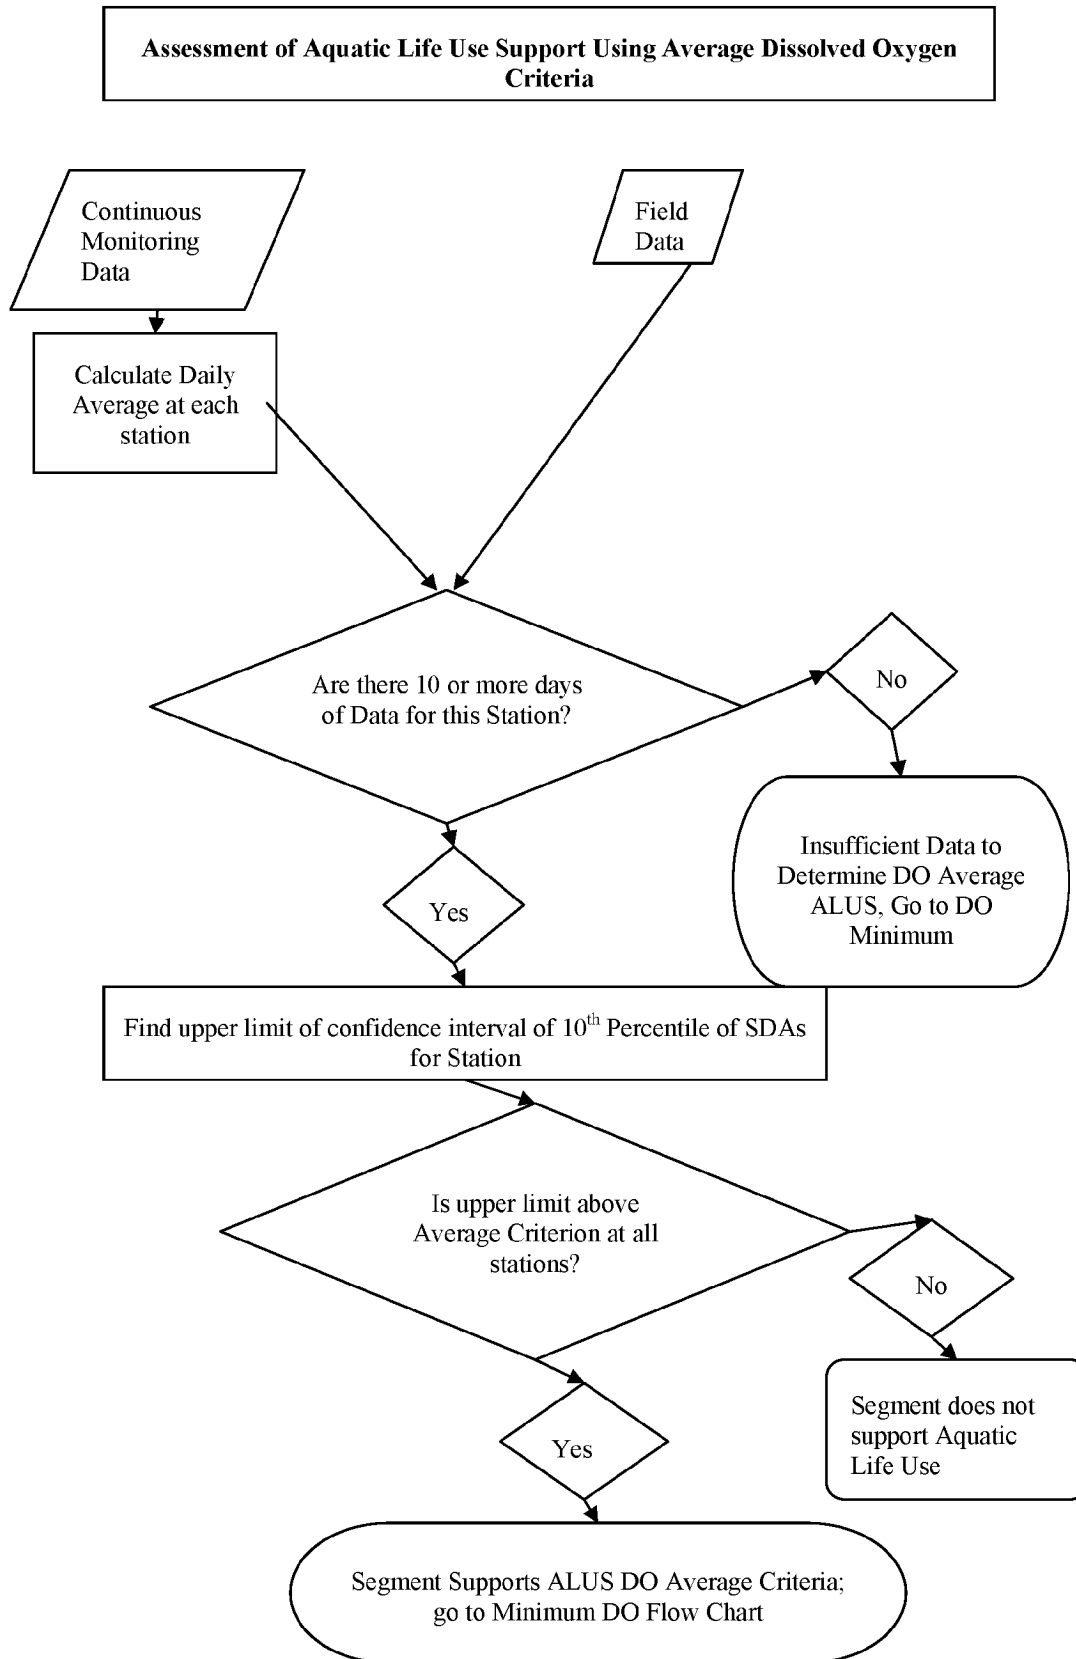 Assessment of Aquatic Life Use Support Using Average Dissolved Oxygen
Criteria
Continuous
Monitoring
Data
Field
Data
Calculate Daily
Average at each
station
Are there 10 or more days
of Data for this Station?
No
Insufficient Data to
Determine DO Average
ALUS, Go to DO
Minimum
Yes
Find upper limit of confidence interval of 10th Percentile of SDAs
for Station
Is upper limit above
Average Criterion at all
stations?
No
Segment does not
support Aquatic
Life Use
Yes
Segment Supports ALUS DO Average Criteria;
go to Minimum DO Flow Chart